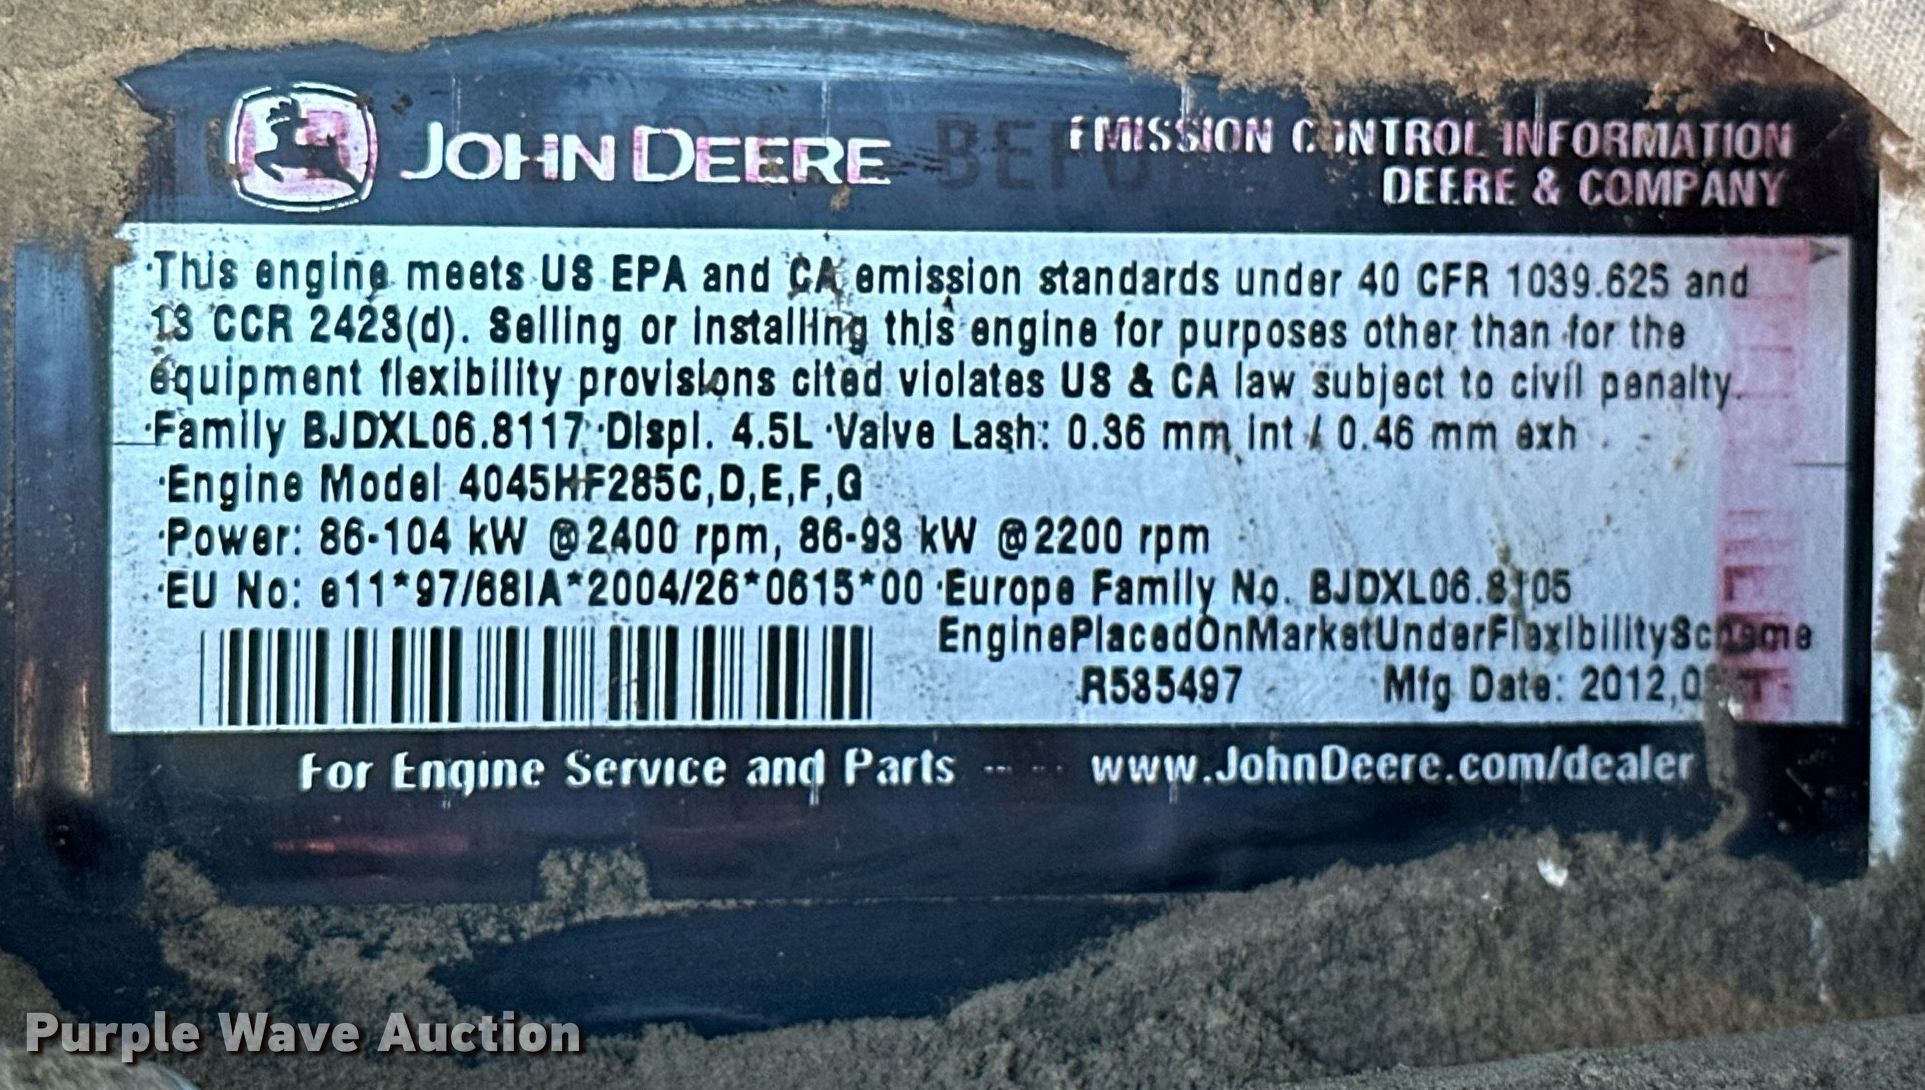 JOHN DEERE
EMISSION CONTROL INFORMATION
DEERE & COMPANY
·This engine meets US EPA and CA emission standards under 40 CFR 1039.625 and
13 CCR 2423(d). Selling or installing this engine for purposes other than for the
equipment flexibility provisions cited violates US & CA law subject to civil penalty.
·Family BJDXL06.8117 ·Displ. 4.5L ·Valve Lash: 0.36 mm int / 0.46 mm exh
·Engine Model 4045HF285C,D,E,F,G
·Power: 86-104 kW @2400 rpm, 86-93 kW @2200 rpm
·EU No: e11*97/68IA*2004/26*0615*00 ·Europe Family No. BJDXL06.8105
EnginePlacedOnMarketUnderFlexibilityScheme
R585497 Mfg Date: 2012,0
For Engine Service and Parts -- -- www.JohnDeere.com/dealer
Purple Wave Auction